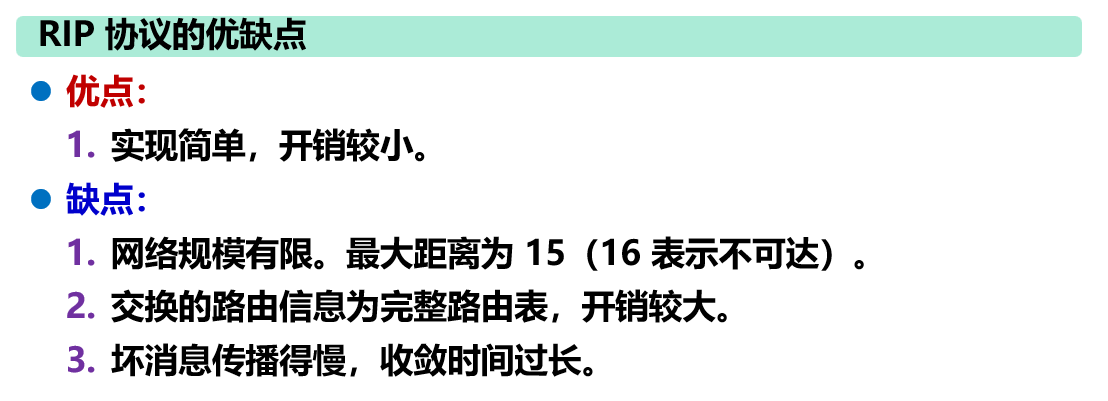 RIP 协议的优缺点
● 优点：
1. 实现简单，开销较小。
● 缺点：
1. 网络规模有限。最大距离为 15（16 表示不可达）。
2. 交换的路由信息为完整路由表，开销较大。
3. 坏消息传播得慢，收敛时间过长。